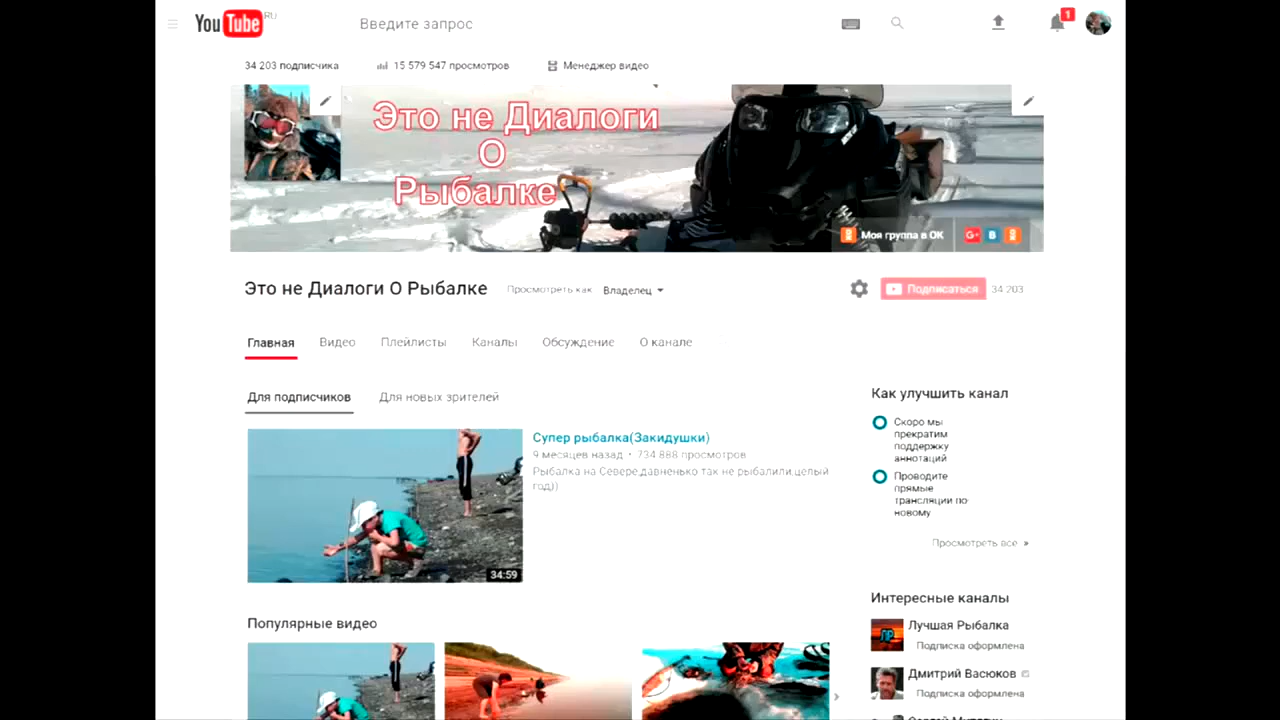 YouTube RU
Введите запрос
1
34 203 подписчика
15 579 547 просмотров
Менеджер видео
Это не Диалоги
О
Рыбалке
Моя группа в ОК
G+
B
Это не Диалоги О Рыбалке
Просмотреть как
Владелец
Подписаться
34 203
Главная
Видео
Плейлисты
Каналы
Обсуждение
О канале
Для подписчиков
Для новых зрителей
34:59
Супер рыбалка(Закидушки)
9 месяцев назад • 734 888 просмотров
Рыбалка на Севере,давненько так не рыбалили,целый
год))
Как улучшить канал
Скоро мы
прекратим
поддержку
аннотаций
Проводите
прямые
трансляции по-
новому
Просмотреть все »
Популярные видео
Интересные каналы
ЛР
Лучшая Рыбалка
Подписка оформлена
Дмитрий Васюков
Подписка оформлена